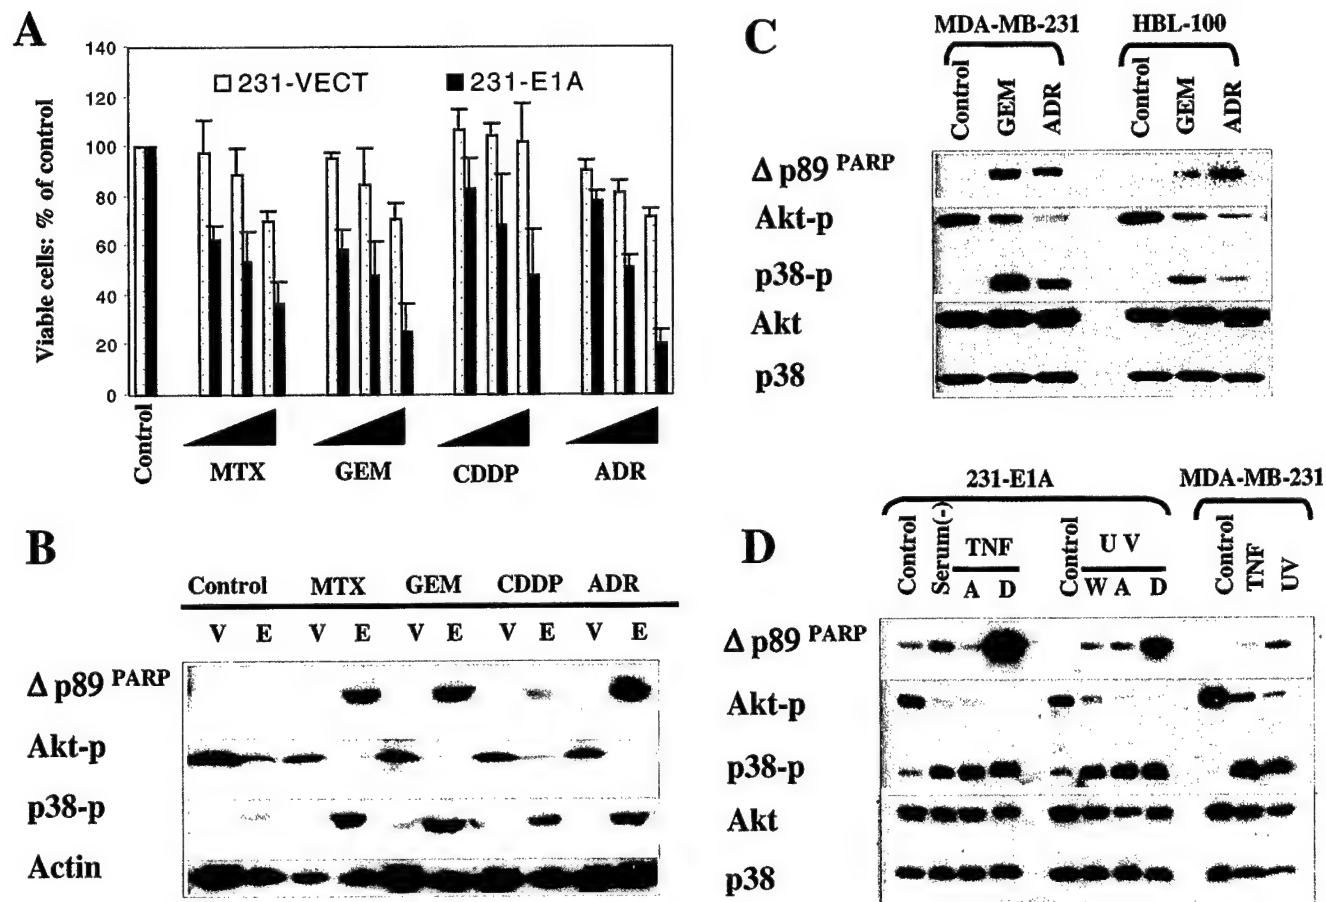 A
140
120
100
80
60
40
20
0
Viable cells: % of control
231-VECT 231-E1A
Control
MTX GEM CDDP ADR
B
Control MTX GEM CDDP ADR
V E V E V E V E V E
Δ p89 PARP
Akt-p
p38-p
Actin
C
MDA-MB-231 HBL-100
Control GEM ADR Control GEM ADR
Δ p89 PARP
Akt-p
p38-p
Akt
p38
D
231-E1A MDA-MB-231
Control Serum(-) TNF Control U V Control TNF UV
A D W A D
Δ p89 PARP
Akt-p
p38-p
Akt
p38